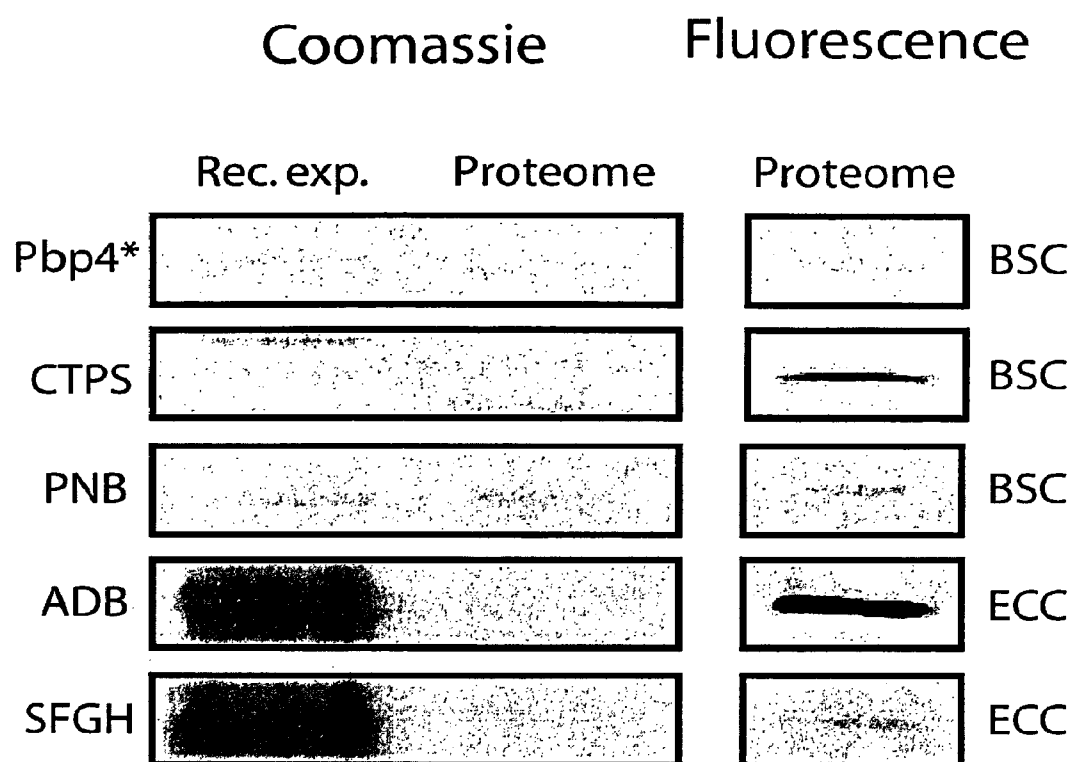 Coomassie Fluorescence
Rec. exp. Proteome Proteome
Pbp4* BSC
CTPS BSC
PNB BSC
ADB ECC
SFGH ECC